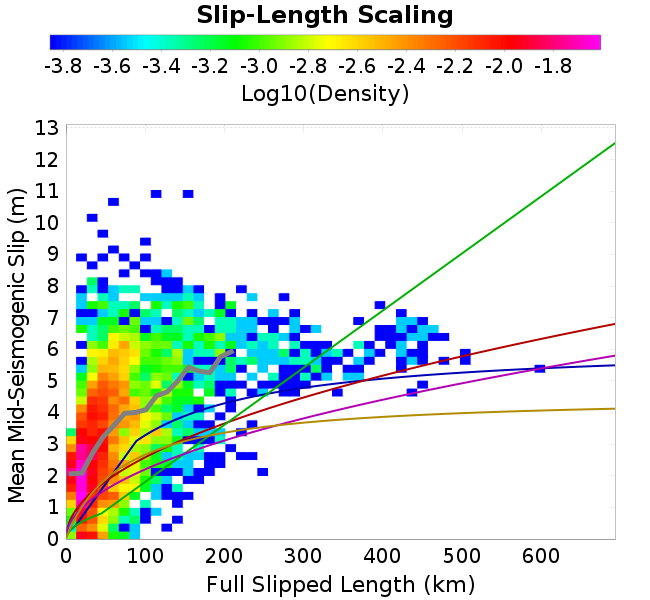 Slip-Length Scaling
-3.8 -3.6 -3.4 -3.2 -3.0 -2.8 -2.6 -2.4 -2.2 -2.0 -1.8
Log10(Density)
13
12
11
10
9
8
7
6
5
4
3
2
1
0
Mean Mid-Seismogenic Slip (m)
0 100 200 300 400 500 600
Full Slipped Length (km)